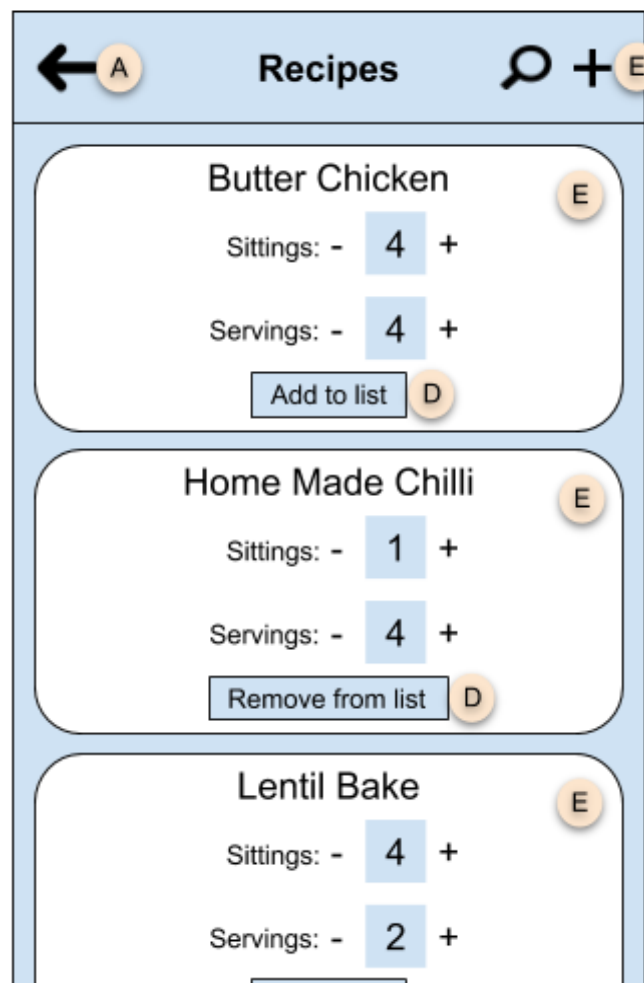 A Recipes + E
Butter Chicken
E
Sittings: - 4 +
Servings: - 4 +
Add to list D
Home Made Chilli
E
Sittings: - 1 +
Servings: - 4 +
Remove from list D
Lentil Bake
E
Sittings: - 4 +
Servings: - 2 +